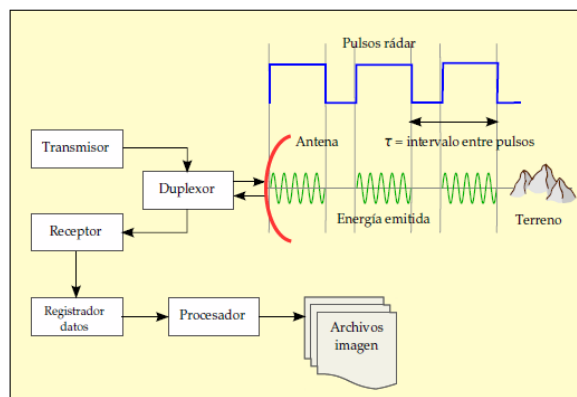 Pulsos rádar
Transmisor
Antena
τ = intervalo entre pulsos
Duplexor
Energía emitida
Terreno
Receptor
Registrador
datos
Procesador
Archivos
imagen